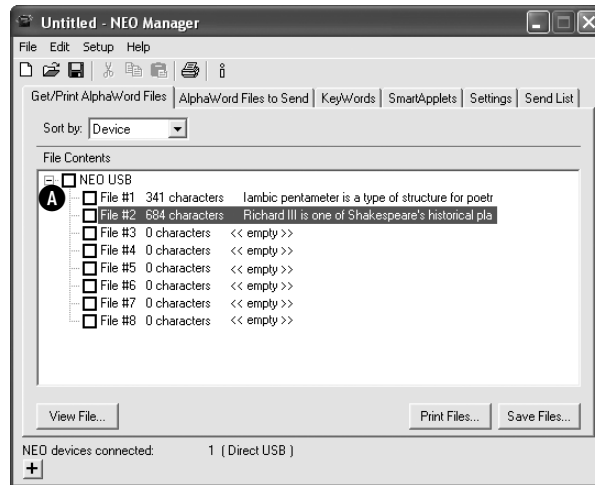 Untitled - NEO Manager
File Edit Setup Help
Get/Print AlphaWord Files AlphaWord Files to Send KeyWords SmartApplets Settings Send List
Sort by: Device
File Contents
NEO USB
A File #1 341 characters Iambic pentameter is a type of structure for poetr
File #2 684 characters Richard III is one of Shakespeare's historical pla
File #3 0 characters << empty >>
File #4 0 characters << empty >>
File #5 0 characters << empty >>
File #6 0 characters << empty >>
File #7 0 characters << empty >>
File #8 0 characters << empty >>
View File... Print Files... Save Files...
NEO devices connected: 1 ( Direct USB )